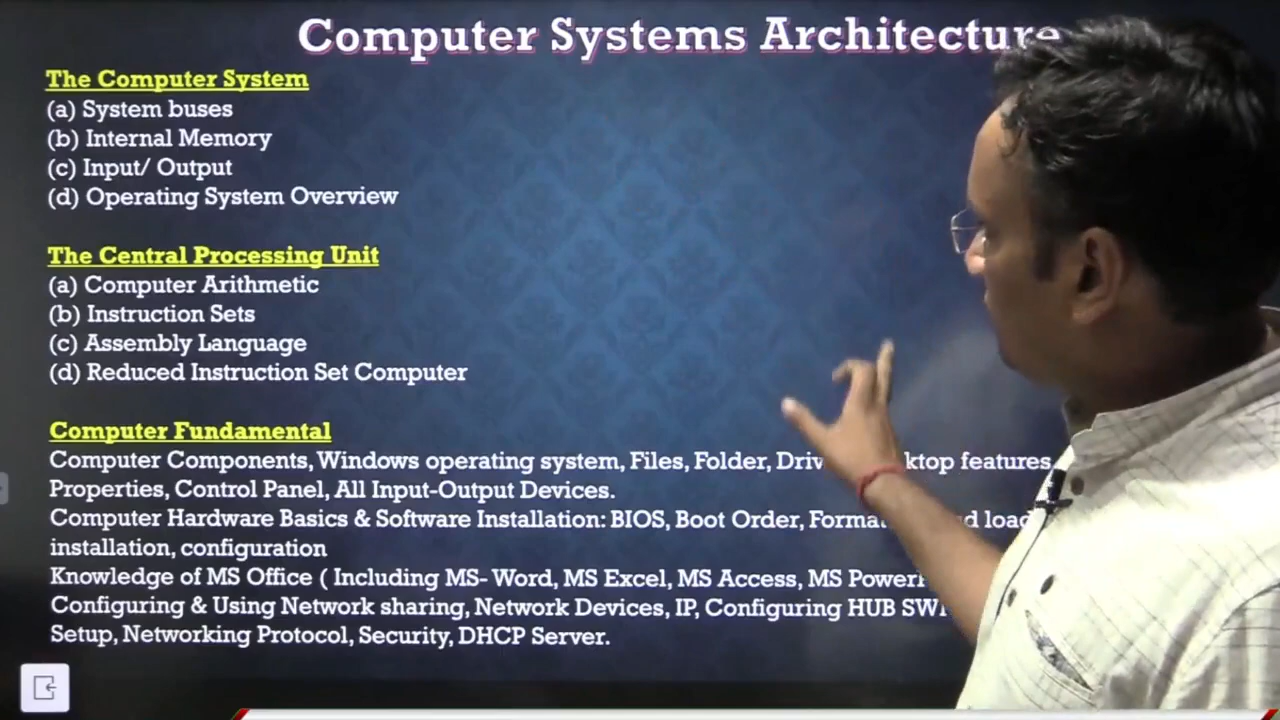 Computer Systems Architecture
The Computer System
(a) System buses
(b) Internal Memory
(c) Input/ Output
(d) Operating System Overview
The Central Processing Unit
(a) Computer Arithmetic
(b) Instruction Sets
(c) Assembly Language
(d) Reduced Instruction Set Computer
Computer Fundamental
Computer Components, Windows operating system, Files, Folder, features,
Properties, Control Panel, All Input-Output Devices.
Computer Hardware Basics & Software Installation: BIOS, Boot Order,
installation, configuration
Knowledge of MS Office ( Including MS- Word, MS Excel, MS Access, MS
Configuring & Using Network sharing, Network Devices, IP, Configuring HUB
Setup, Networking Protocol, Security, DHCP Server.